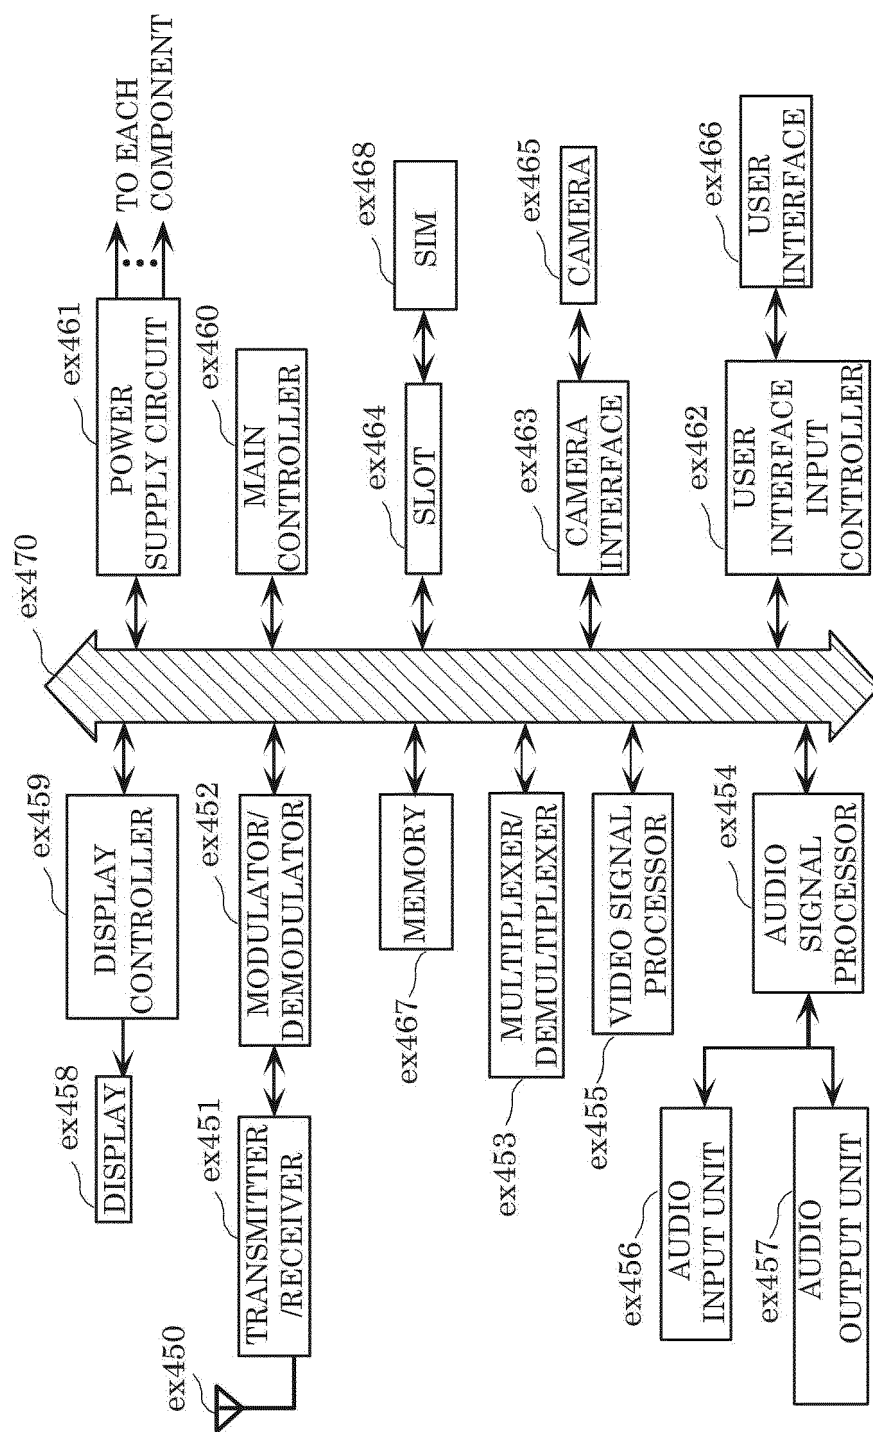 ex458
DISPLAY
ex459
DISPLAY
CONTROLLER
ex470
ex461
POWER
SUPPLY CIRCUIT
TO EACH
COMPONENT
ex450
ex451
TRANSMITTER
/RECEIVER
ex452
MODULATOR/
DEMODULATOR
ex460
MAIN
CONTROLLER
MEMORY
ex467
ex464
SLOT
ex468
SIM
MULTIPLEXER/
DEMULTIPLEXER
ex453
ex463
CAMERA
INTERFACE
ex465
CAMERA
VIDEO SIGNAL
PROCESSOR
ex455
ex456
AUDIO
INPUT UNIT
ex457
AUDIO
OUTPUT UNIT
ex454
AUDIO
SIGNAL
PROCESSOR
ex462
USER
INTERFACE
INPUT
CONTROLLER
ex466
USER
INTERFACE